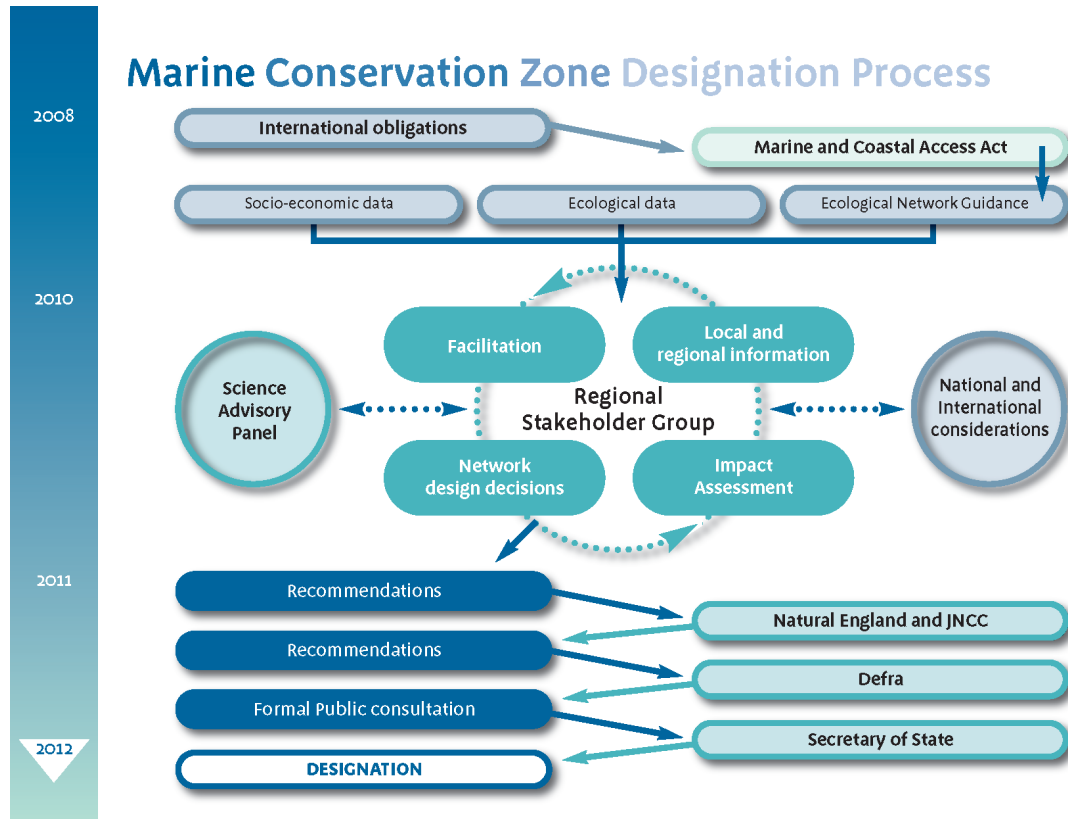 Marine Conservation Zone Designation Process
2008
International obligations
Marine and Coastal Access Act
Socio-economic data
Ecological data
Ecological Network Guidance
2010
Facilitation
Local and
regional information
Science
Advisory
Panel
Regional
Stakeholder Group
National and
International
considerations
Network
design decisions
Impact
Assessment
2011
Recommendations
Natural England and JNCC
Recommendations
Defra
Formal Public consultation
Secretary of State
2012
DESIGNATION